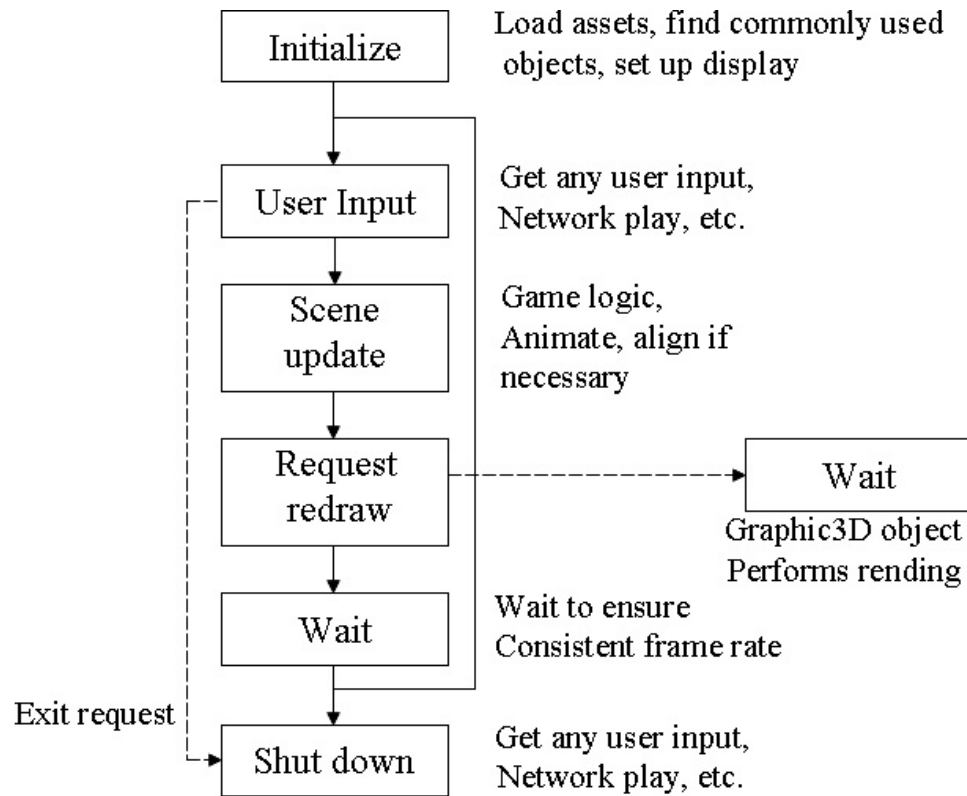 Initialize
Load assets, find commonly used
objects, set up display
User Input
Get any user input,
Network play, etc.
Scene
update
Game logic,
Animate, align if
necessary
Request
redraw
Wait
Graphic3D object
Performs rending
Wait
Wait to ensure
Consistent frame rate
Exit request
Shut down
Get any user input,
Network play, etc.